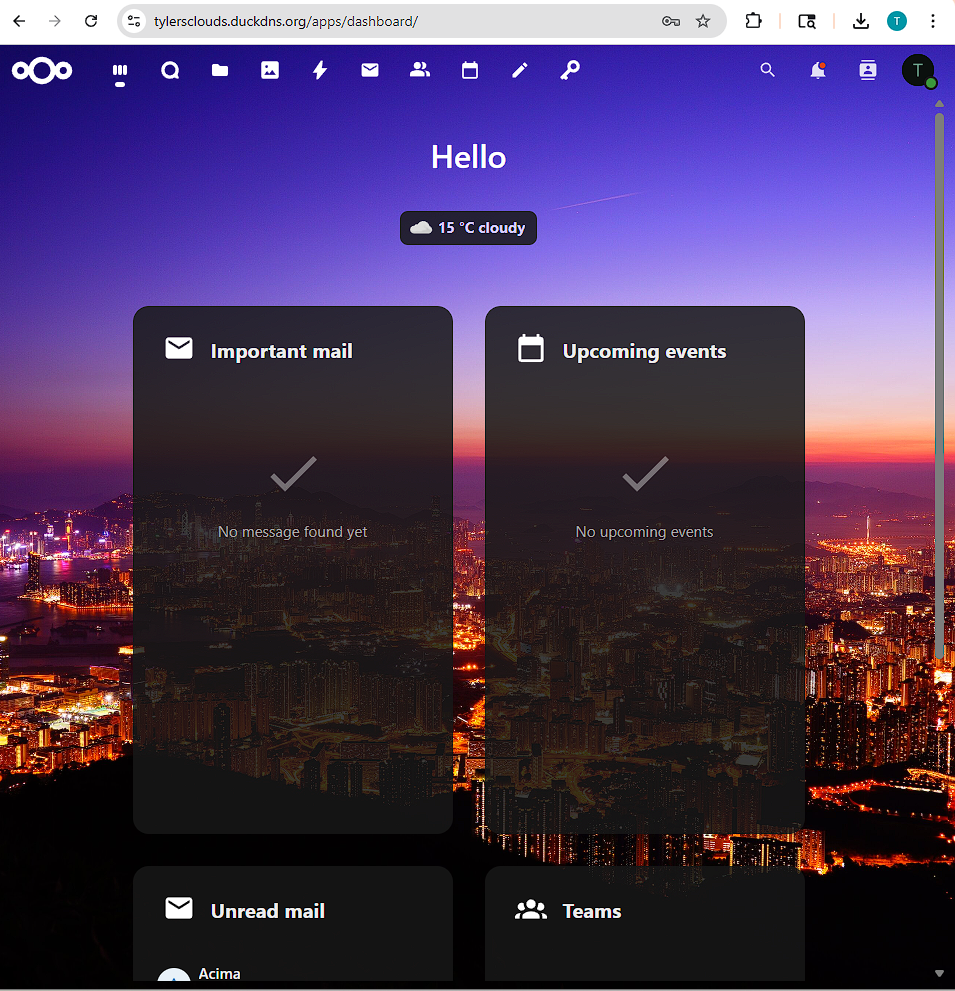 tylersclouds.duckdns.org/apps/dashboard/
T
T
Hello
15 °C cloudy
Important mail
Upcoming events
No message found yet
No upcoming events
Unread mail
Teams
Acima